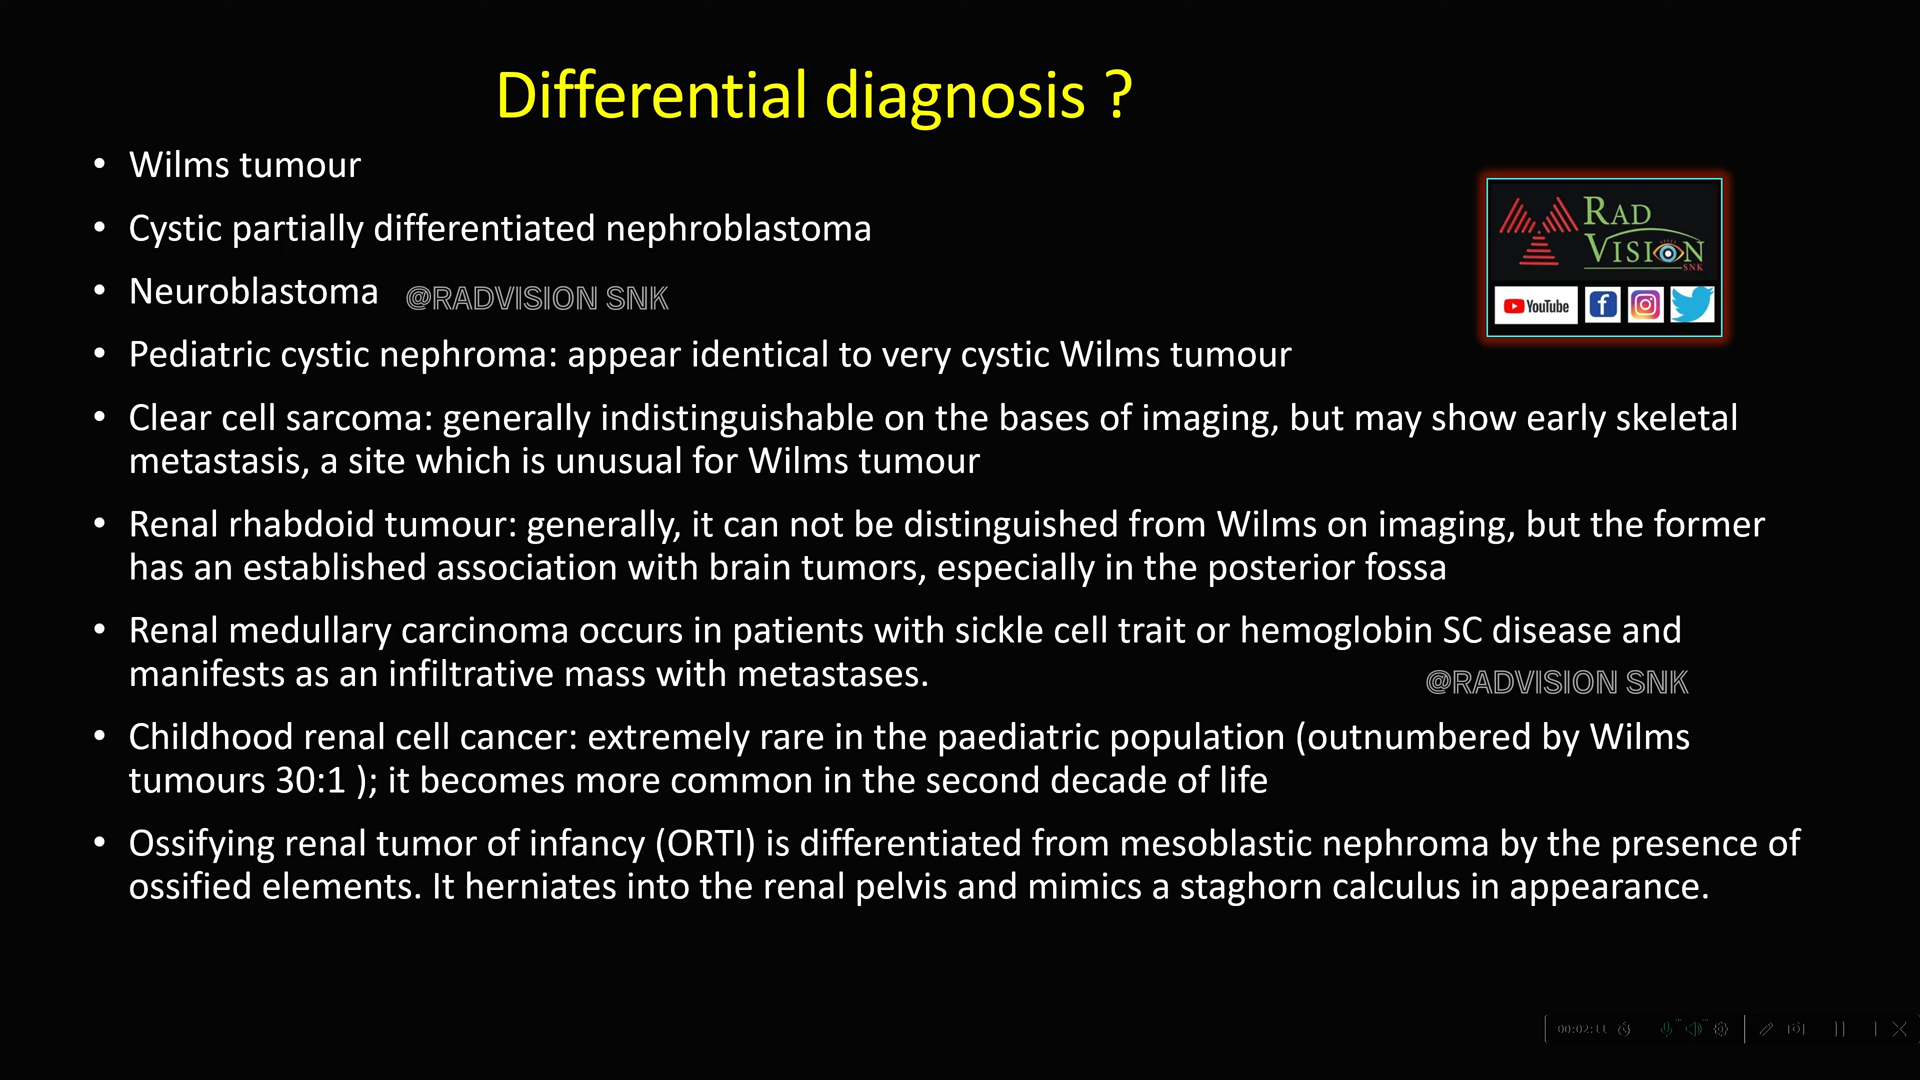 Differential diagnosis ?
• Wilms tumour
• Cystic partially differentiated nephroblastoma
• Neuroblastoma
@RADVISION SNK
• Pediatric cystic nephroma: appear identical to very cystic Wilms tumour
• Clear cell sarcoma: generally indistinguishable on the bases of imaging, but may show early skeletal
metastasis, a site which is unusual for Wilms tumour
• Renal rhabdoid tumour: generally, it can not be distinguished from Wilms on imaging, but the former
has an established association with brain tumors, especially in the posterior fossa
• Renal medullary carcinoma occurs in patients with sickle cell trait or hemoglobin SC disease and
manifests as an infiltrative mass with metastases.
@RADVISION SNK
• Childhood renal cell cancer: extremely rare in the paediatric population (outnumbered by Wilms
tumours 30:1 ); it becomes more common in the second decade of life
• Ossifying renal tumor of infancy (ORTI) is differentiated from mesoblastic nephroma by the presence of
ossified elements. It herniates into the renal pelvis and mimics a staghorn calculus in appearance.
RAD
VISION
SNK
YouTube
00:02:11